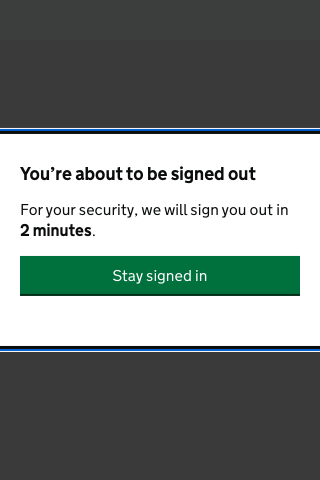 You’re about to be signed out
For your security, we will sign you out in
2 minutes.
Stay signed in